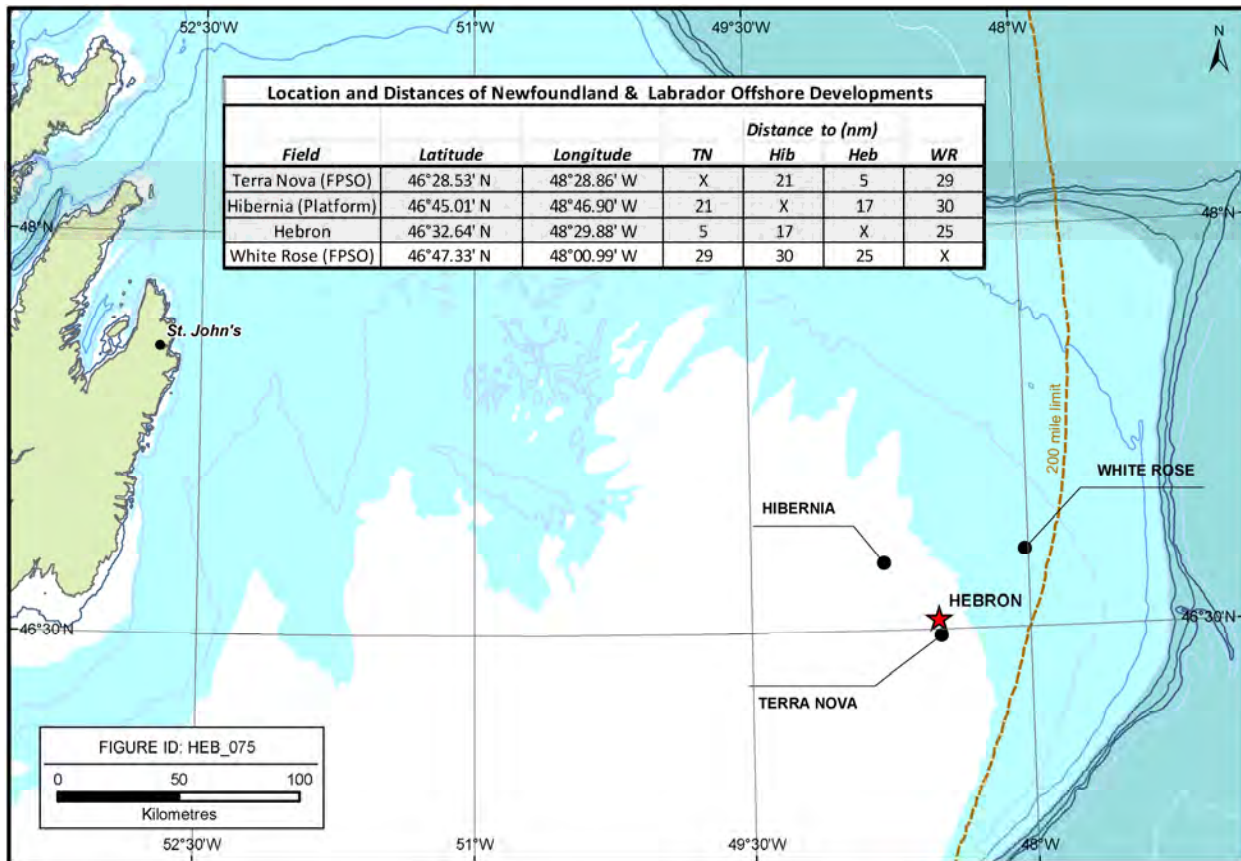 52°30'W 51°W 49°30'W 48°W
N
Location and Distances of Newfoundland & Labrador Offshore Developments
Distance to (nm)
Field Latitude Longitude TN Hib Heb WR
Terra Nova (FPSO) 46°28.53' N 48°28.86' W X 21 5 29
Hibernia (Platform) 46°45.01' N 48°46.90' W 21 X 17 30
Hebron 46°32.64' N 48°29.88' W 5 17 X 25
White Rose (FPSO) 46°47.33' N 48°00.99' W 29 30 25 X
48°N 48°N
St. John's
200 mile limit
WHITE ROSE
HIBERNIA
HEBRON
46°30'N 46°30'N
TERRA NOVA
FIGURE ID: HEB_075
0 50 100
Kilometres
52°30'W 51°W 49°30'W 48°W